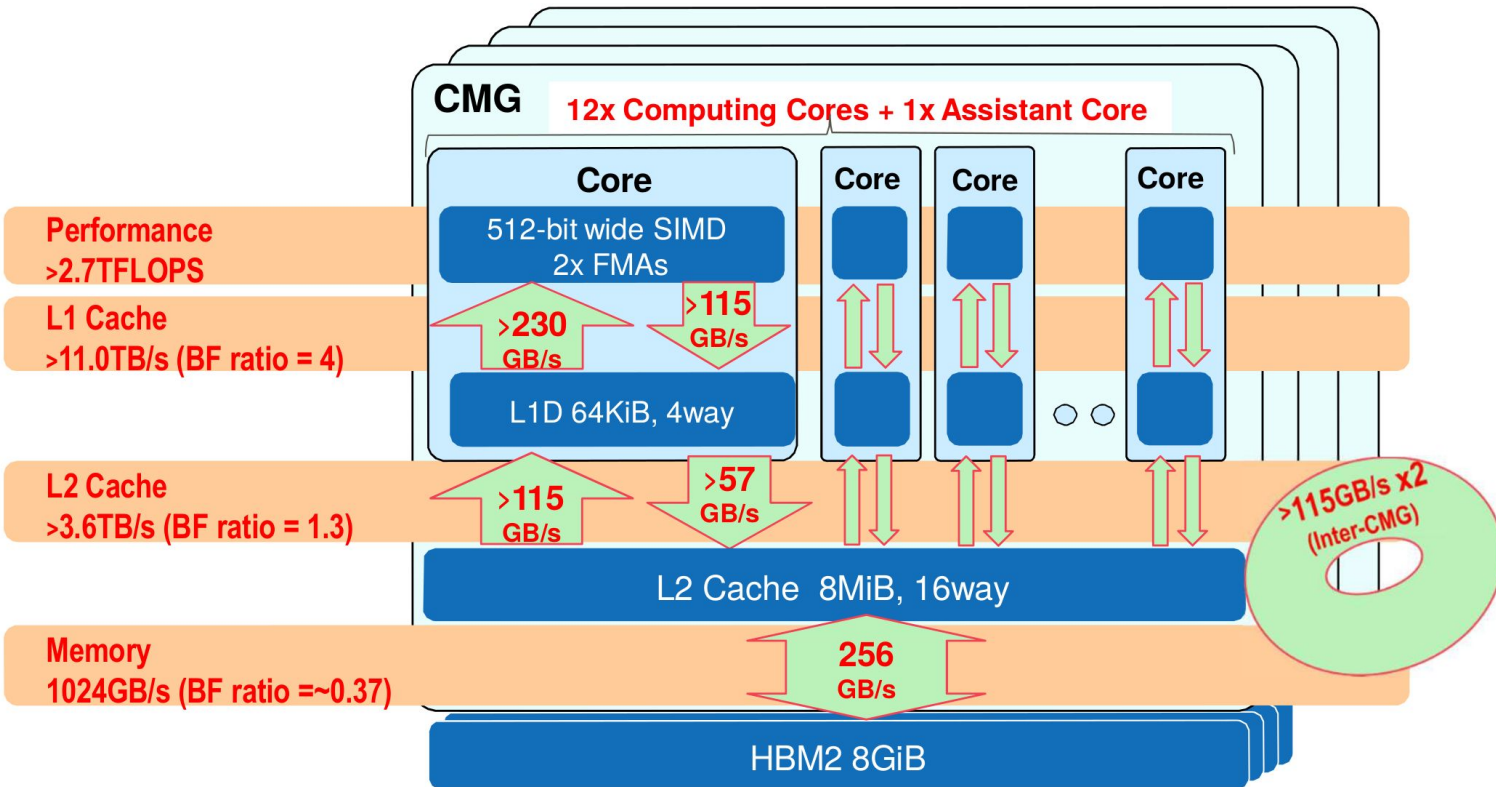 CMG
12x Computing Cores + 1x Assistant Core
Core
Core
Core
Core
Performance
>2.7TFLOPS
512-bit wide SIMD
2x FMAs
L1 Cache
>11.0TB/s (BF ratio = 4)
>230
GB/s
>115
GB/s
L1D 64KiB, 4way
L2 Cache
>3.6TB/s (BF ratio = 1.3)
>115
GB/s
>57
GB/s
>115GB/s x2
(Inter-CMG)
L2 Cache 8MiB, 16way
Memory
1024GB/s (BF ratio =~0.37)
256
GB/s
HBM2 8GiB